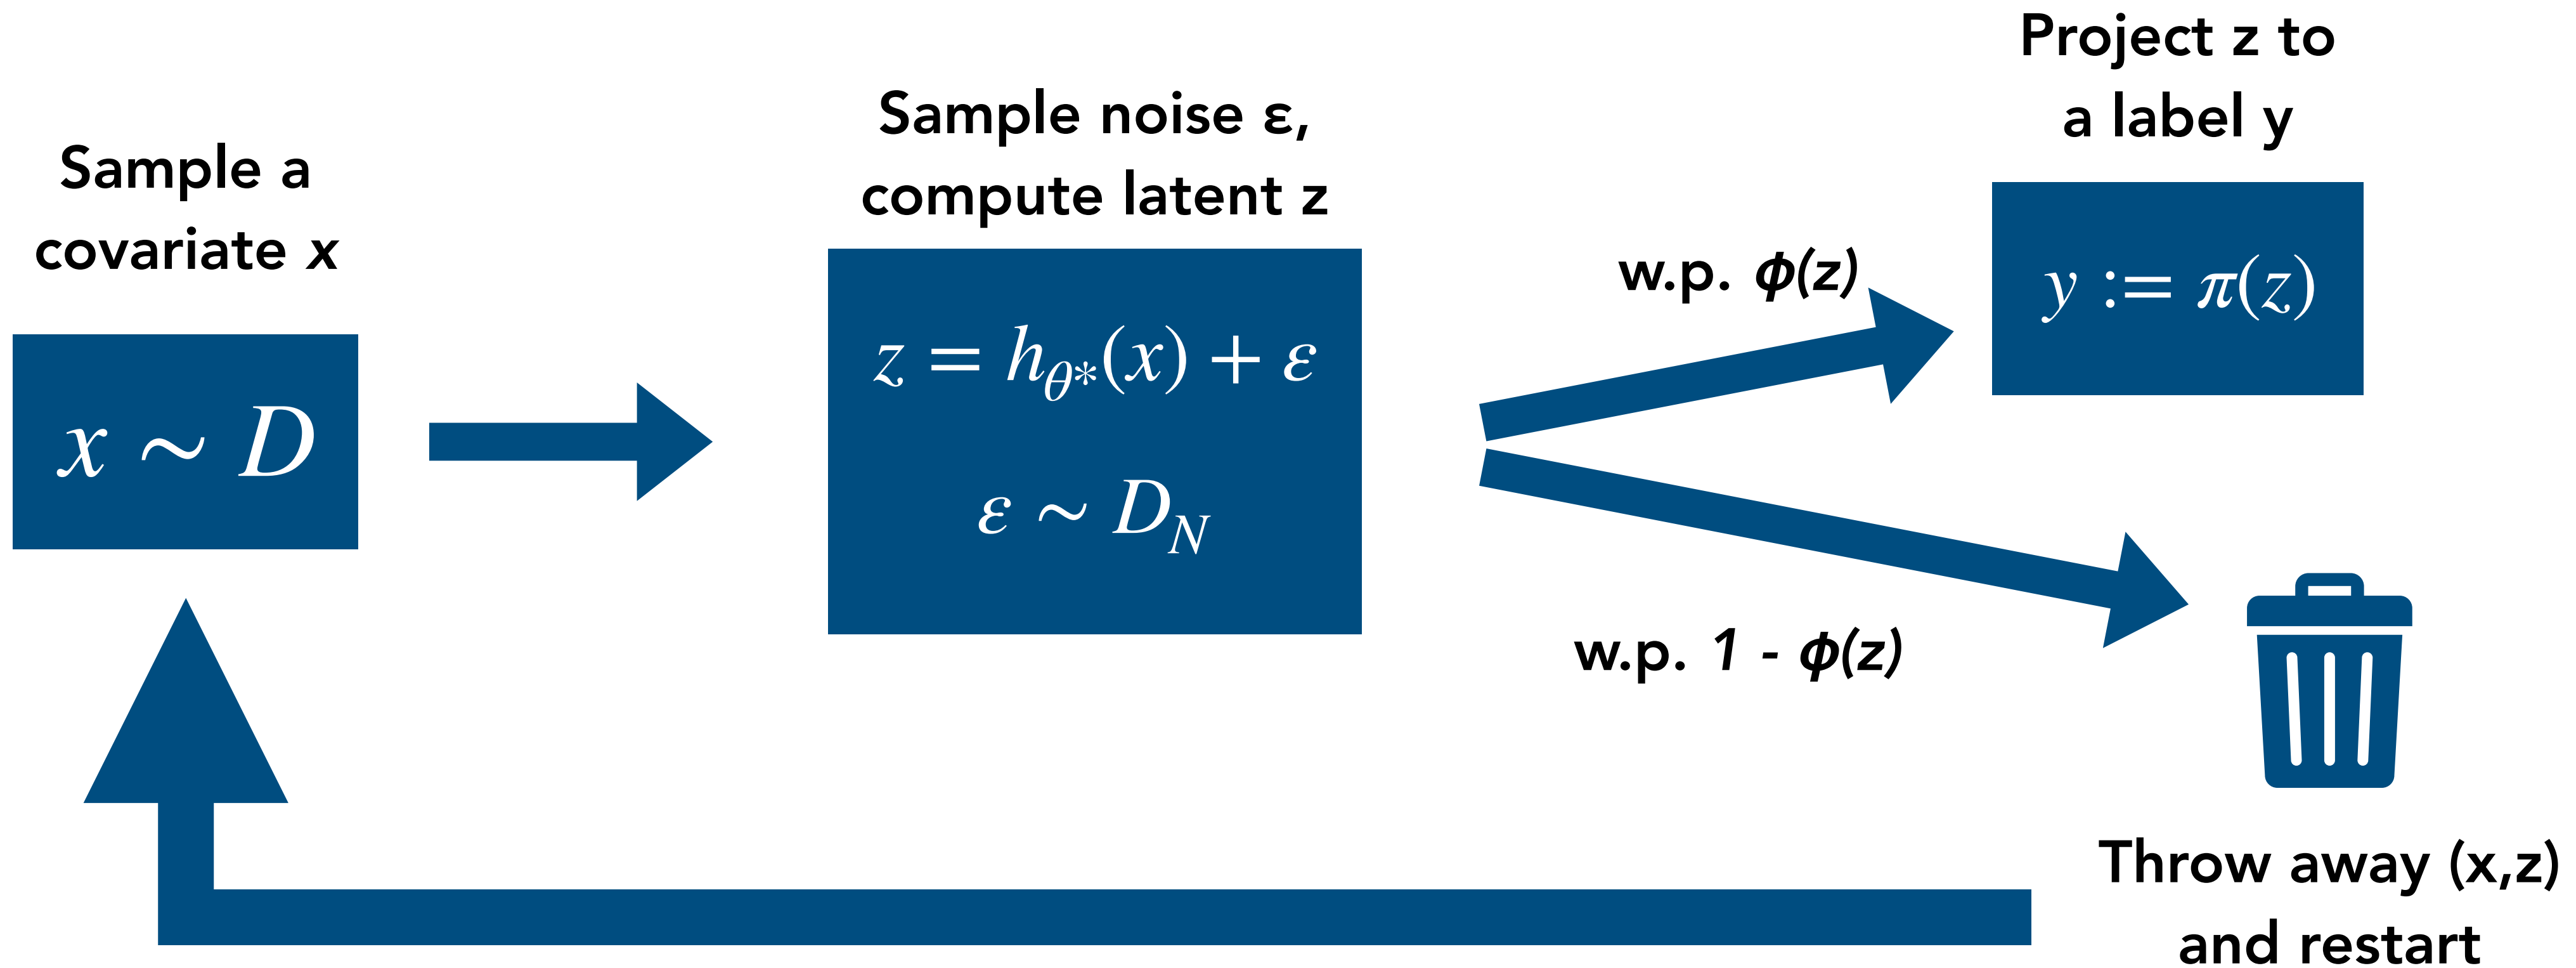 Sample a
covariate x
x ∼ D
Sample noise ε,
compute latent z
z = h_θ*(x) + ε
ε ∼ D_N
w.p. ϕ(z)
Project z to
a label y
y := π(z)
w.p. 1 - ϕ(z)
Throw away (x,z)
and restart